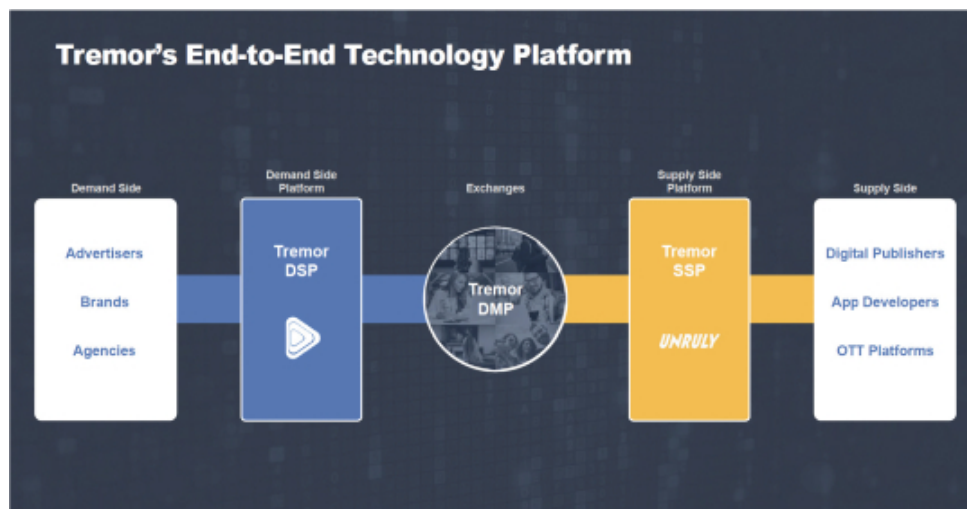 Tremor's End-to-End Technology Platform
Demand Side
Advertisers
Brands
Agencies
Demand Side
Platform
Tremor
DSP
Exchanges
Tremor
DMP
Supply Side
Platform
Tremor
SSP
UNRULY
Supply Side
Digital Publishers
App Developers
OTT Platforms